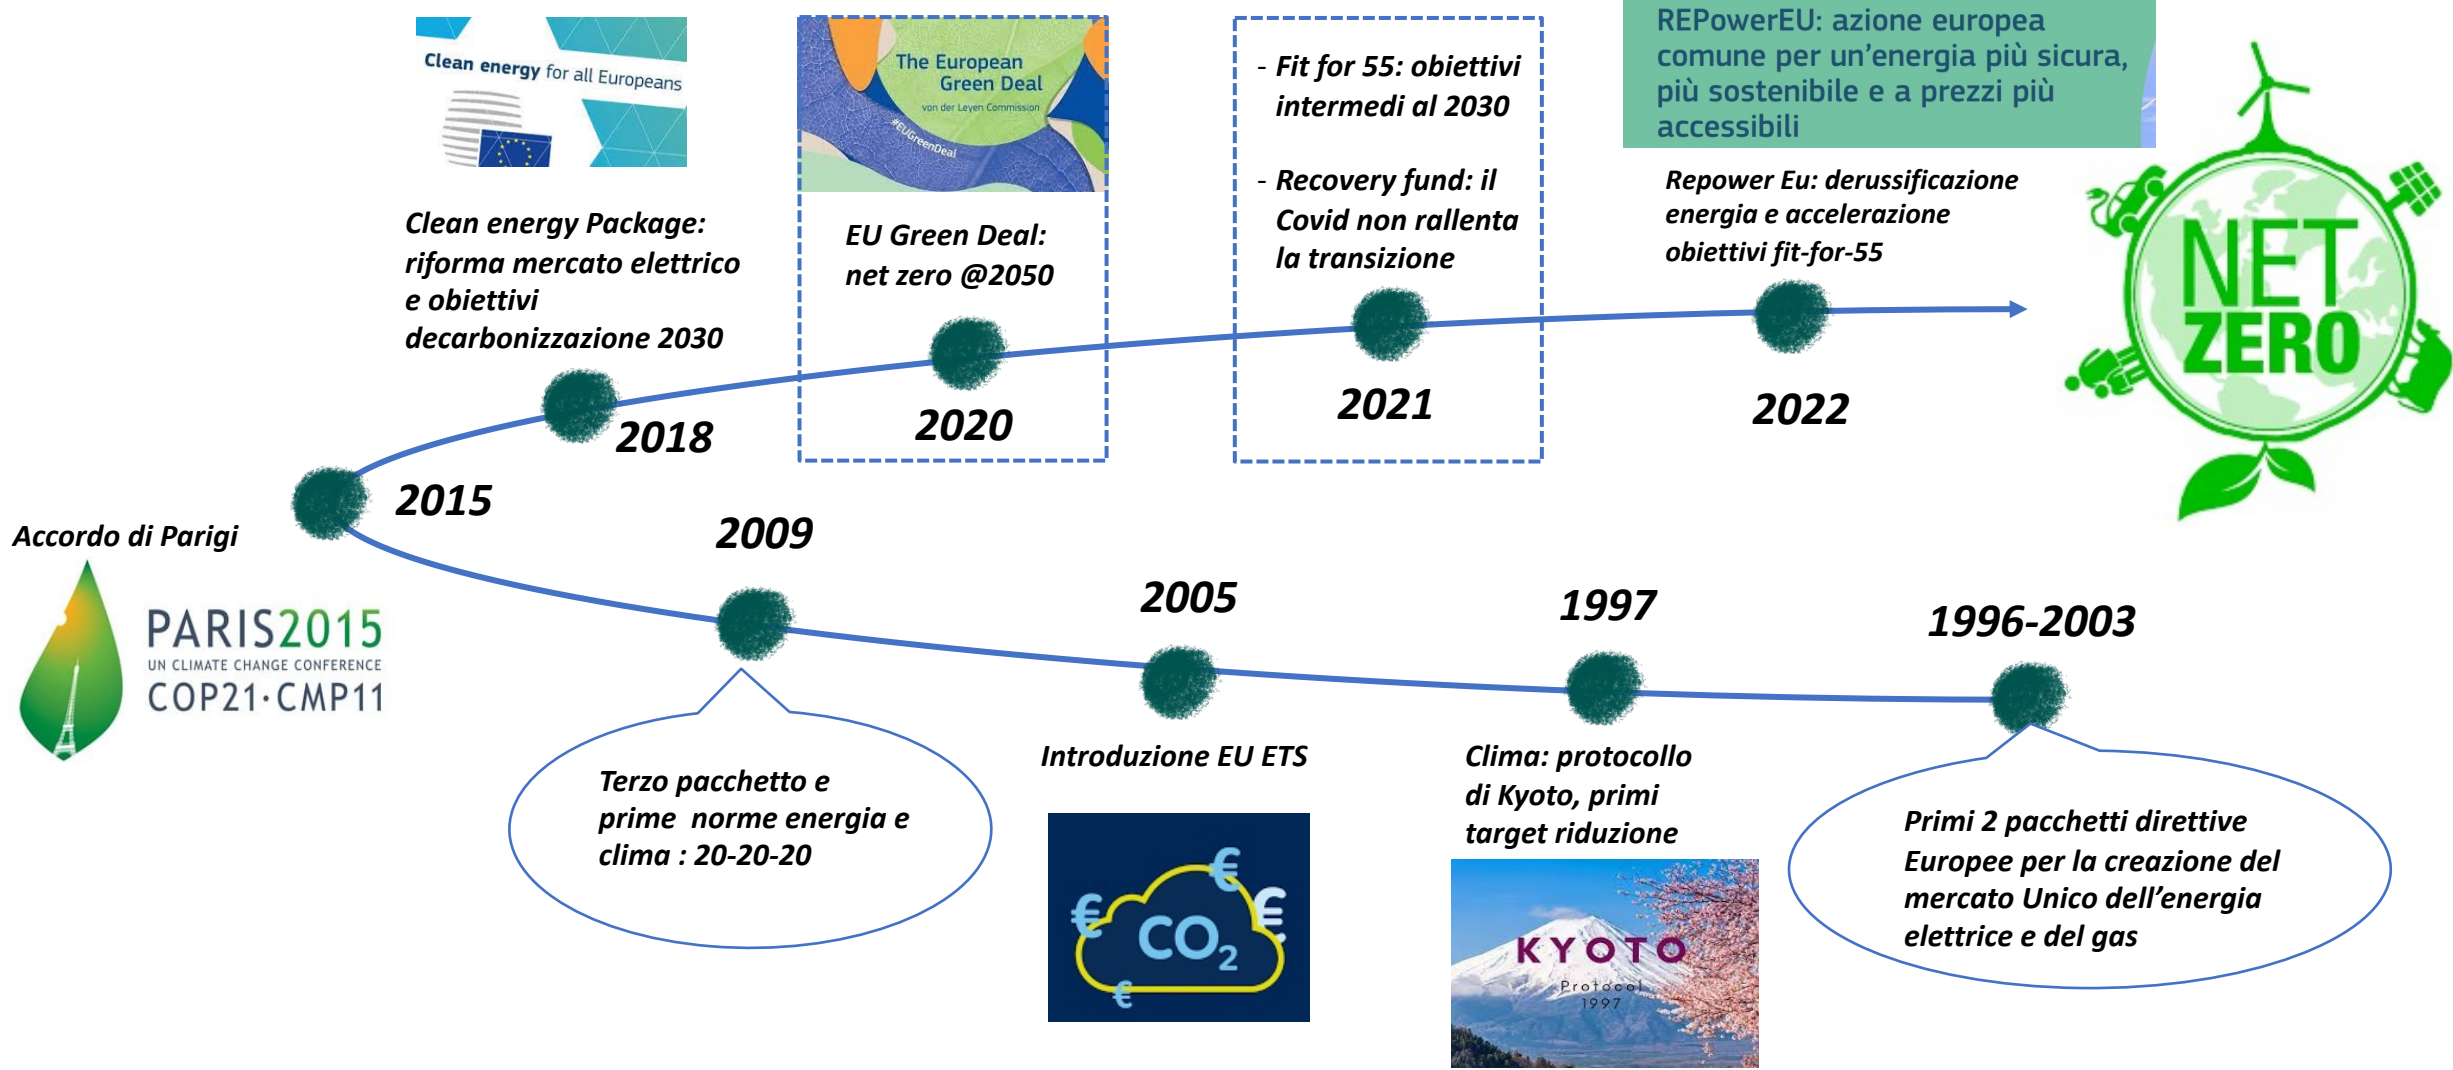 Clean energy for all Europeans
Clean energy Package:
riforma mercato elettrico
e obiettivi
decarbonizzazione 2030
2018
The European
Green Deal
von der Leyen Commission
#EUGreenDeal
EU Green Deal:
net zero @2050
2020
- Fit for 55: obiettivi
intermedi al 2030
- Recovery fund: il
Covid non rallenta
la transizione
2021
REPowerEU: azione europea
comune per un'energia più sicura,
più sostenibile e a prezzi più
accessibili
Repower Eu: derussificazione
energia e accelerazione
obiettivi fit-for-55
2022
NET
ZERO
2015
Accordo di Parigi
PARIS2015
UN CLIMATE CHANGE CONFERENCE
COP21·CMP11
2009
Terzo pacchetto e
prime  norme energia e
clima : 20-20-20
2005
Introduzione EU ETS
€
€
€
CO₂
€
1997
Clima: protocollo
di Kyoto, primi
target riduzione
KYOTO
Protocol
1997
1996-2003
Primi 2 pacchetti direttive
Europee per la creazione del
mercato Unico dell’energia
elettrice e del gas